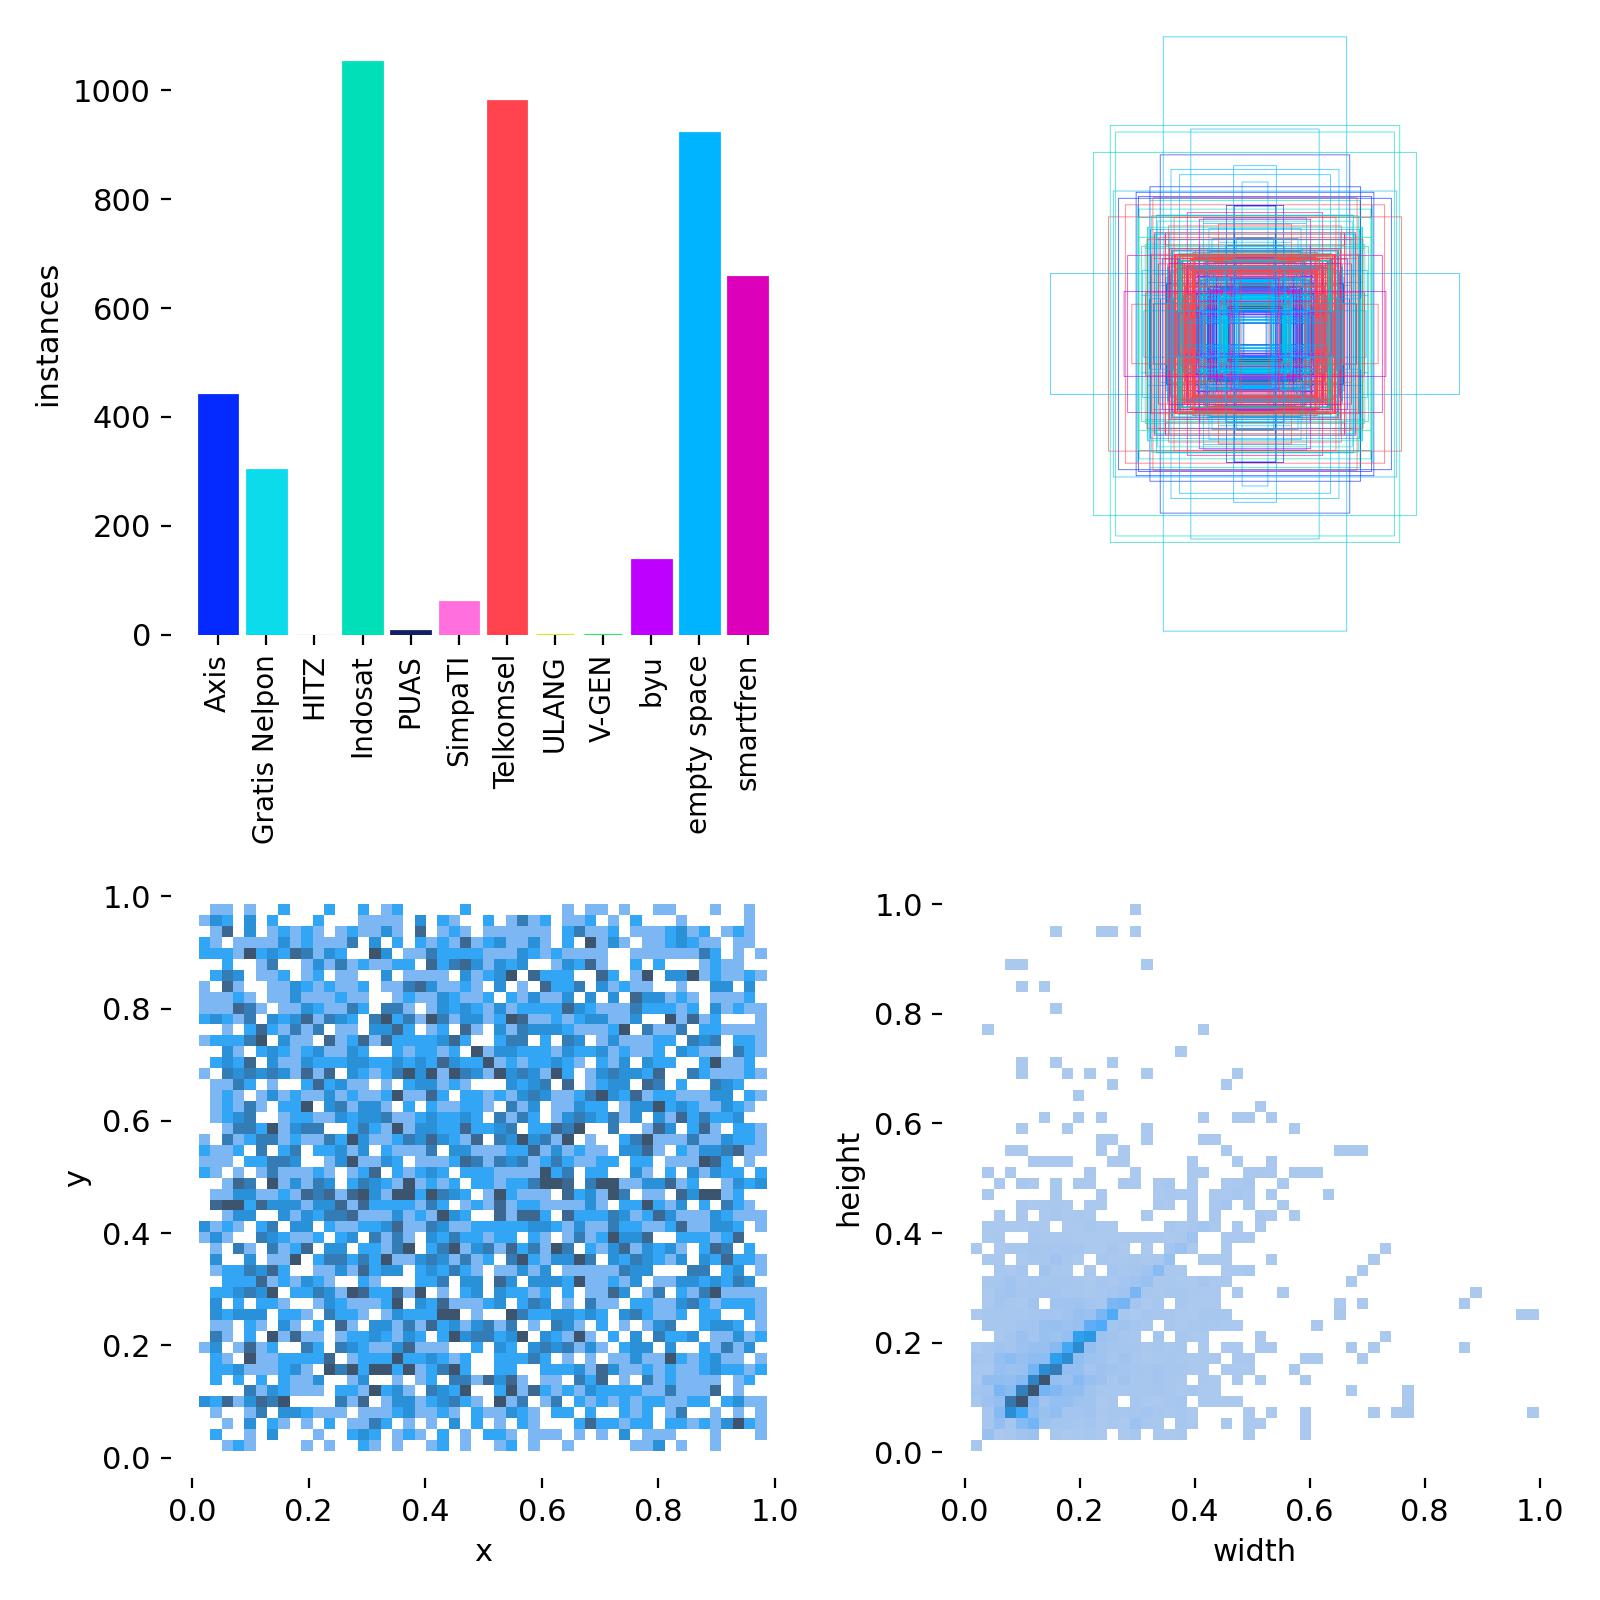 instances
1000
800
600
400
200
0
Axis
Gratis Nelpon
HITZ
Indosat
PUAS
SimpaTI
Telkomsel
ULANG
V-GEN
byu
empty space
smartfren
y
1.0
0.8
0.6
0.4
0.2
0.0
0.0 0.2 0.4 0.6 0.8 1.0
x
height
1.0
0.8
0.6
0.4
0.2
0.0
0.0 0.2 0.4 0.6 0.8 1.0
width